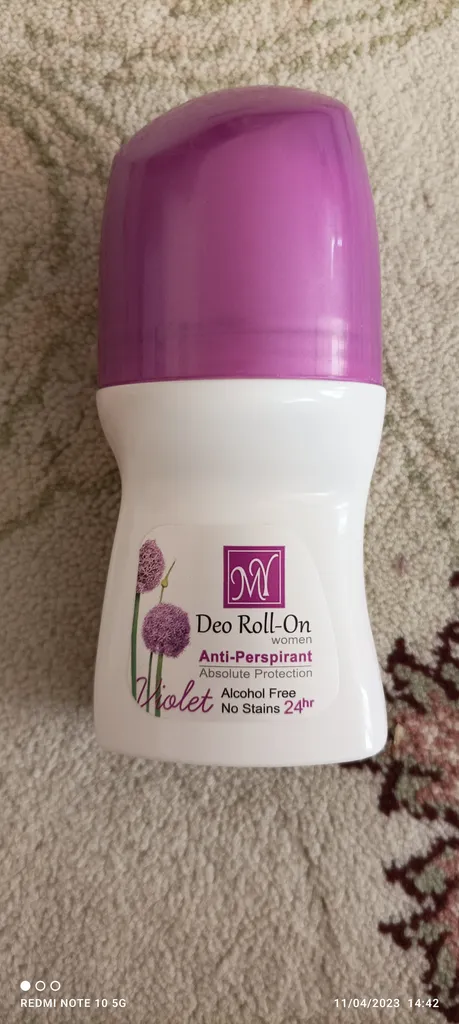 MY
Deo Roll-On
women
Anti-Perspirant
Absolute Protection
Violet
Alcohol Free
No Stains 24hr
REDMI NOTE 10 5G
11/04/2023 14:42